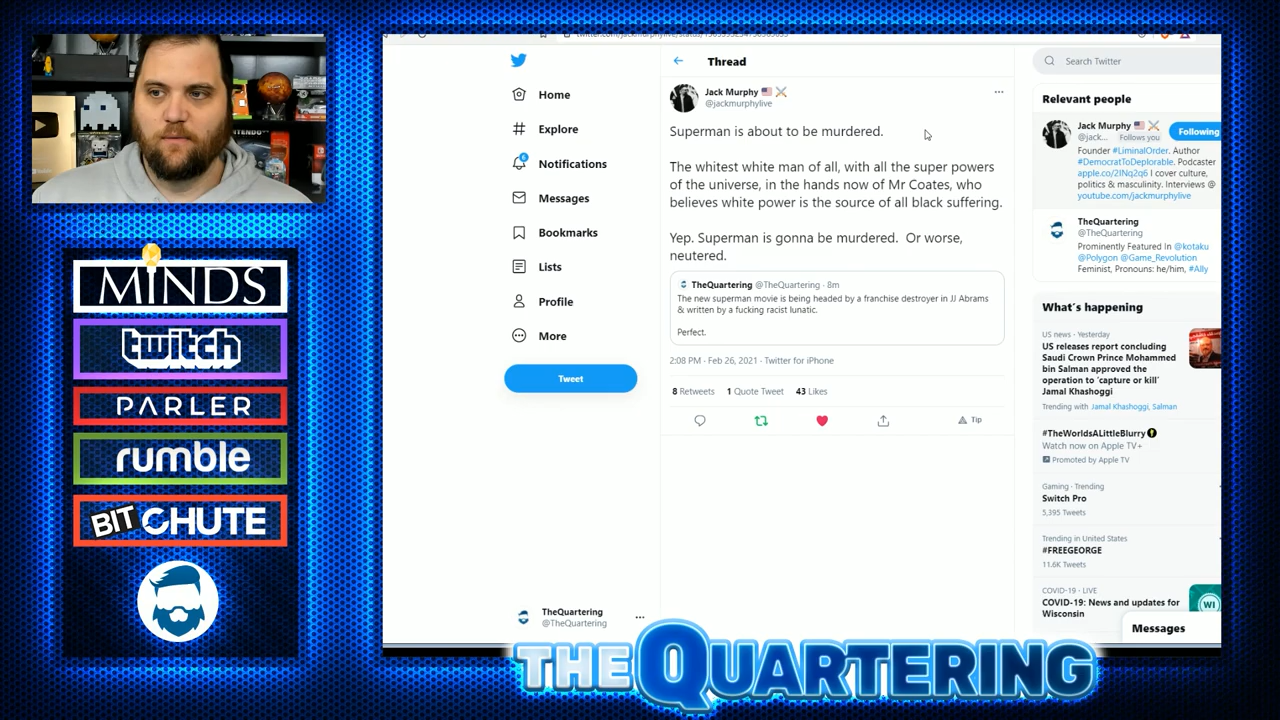 twitter.com/jackmurphylive/status/
Home
Explore
Notifications
Messages
Bookmarks
Lists
Profile
More
Tweet
TheQuartering
@TheQuartering
Thread
Jack Murphy
@jackmurphylive
Superman is about to be murdered.
The whitest white man of all, with all the super powers
of the universe, in the hands now of Mr Coates, who
believes white power is the source of all black suffering.
Yep. Superman is gonna be murdered. Or worse,
neutered.
TheQuartering @TheQuartering · 8m
The new superman movie is being headed by a franchise destroyer in JJ Abrams
& written by a fucking racist lunatic.
Perfect.
2:08 PM · Feb 26, 2021 · Twitter for iPhone
8 Retweets 1 Quote Tweet 43 Likes
Tip
Search Twitter
Relevant people
Jack Murphy
@jack... Follows you
Following
Founder #LiminalOrder. Author
#DemocratToDeplorable. Podcaster
apple.co/2INq2q6 I cover culture,
politics & masculinity. Interviews @
youtube.com/jackmurphylive
TheQuartering
@TheQuartering
Prominently Featured In @kotaku
@Polygon @Game_Revolution
Feminist, Pronouns: he/him, #Ally
What's happening
US news · Yesterday
US releases report concluding
Saudi Crown Prince Mohammed
bin Salman approved the
operation to 'capture or kill'
Jamal Khashoggi
Trending with Jamal Khashoggi, Salman
#TheWorldsALittleBlurry
Watch now on Apple TV+
Promoted by Apple TV
Gaming · Trending
Switch Pro
5,395 Tweets
Trending in United States
#FREEGEORGE
11.6K Tweets
COVID-19 · LIVE
COVID-19: News and updates for
Wisconsin
WI
Messages
MINDS
twitch
PARLER
rumble
BITCHUTE
THEQUARTERING